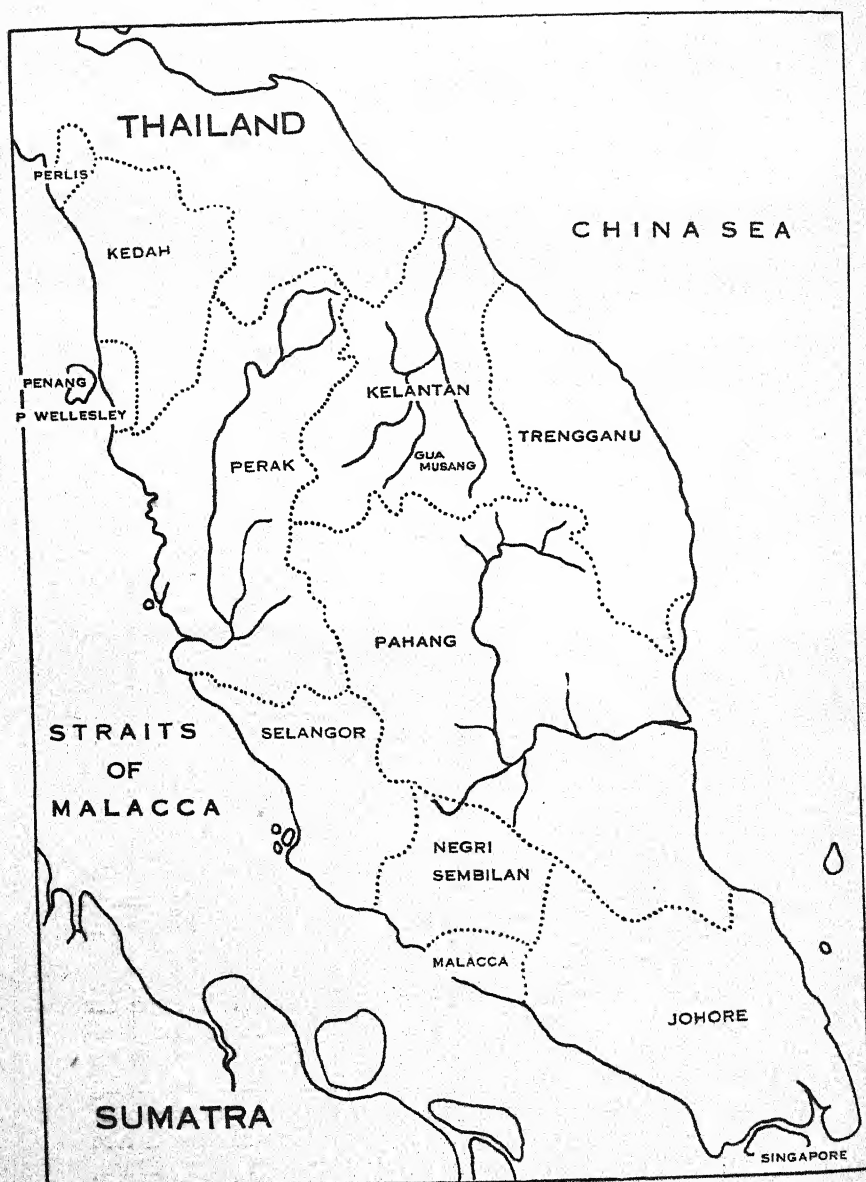 THAILAND
PERLIS
CHINA SEA
KEDAH
PENANG
P WELLESLEY
KELANTAN
TRENGGANU
GUA
MUSANG
PERAK
PAHANG
STRAITS
OF
MALACCA
SELANGOR
NEGRI
SEMBILAN
MALACCA
JOHORE
SUMATRA
SINGAPORE